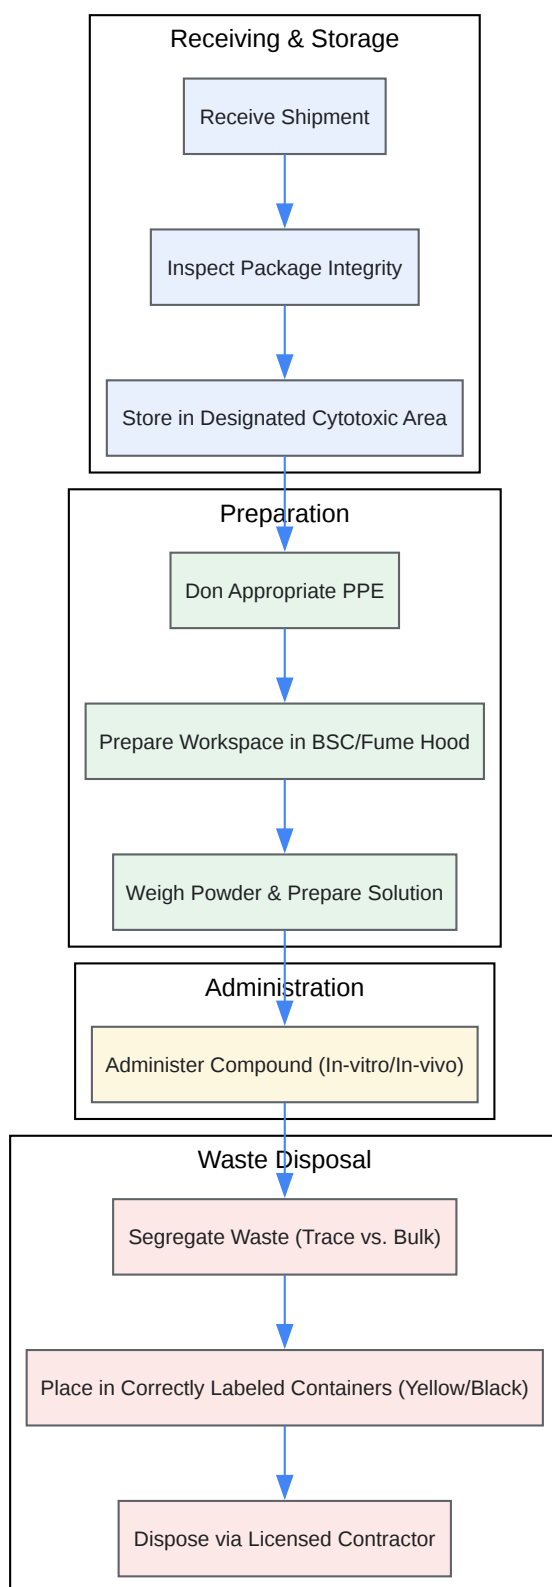 Receiving & Storage
Receive Shipment
Inspect Package Integrity
Store in Designated Cytotoxic Area
Preparation
Don Appropriate PPE
Prepare Workspace in BSC/Fume Hood
Weigh Powder & Prepare Solution
Administration
Administer Compound (In-vitro/In-vivo)
Waste Disposal
Segregate Waste (Trace vs. Bulk)
Place in Correctly Labeled Containers (Yellow/Black)
Dispose via Licensed Contractor